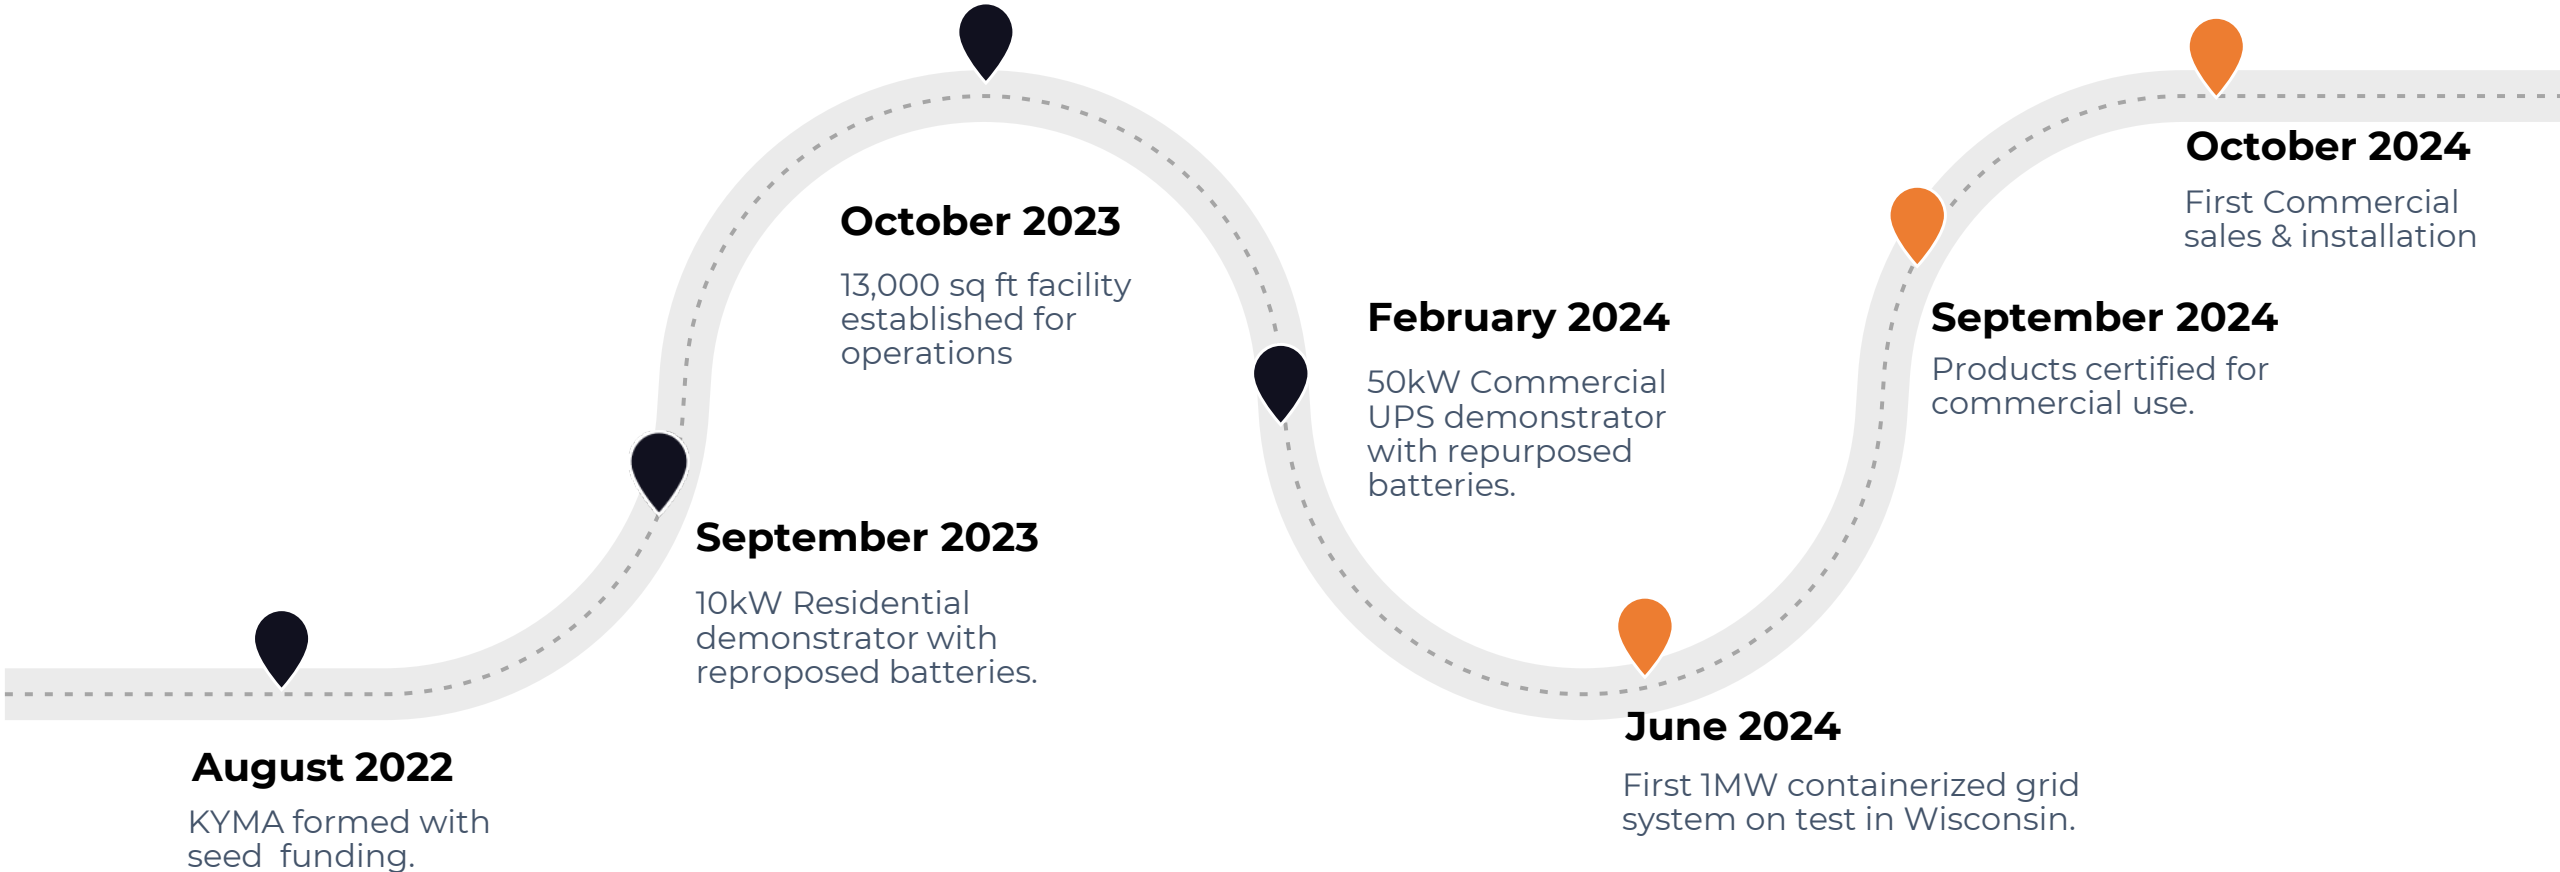 August 2022
KYMA formed with
seed  funding.
September 2023
10kW Residential
demonstrator with
reproposed batteries.
October 2023
13,000 sq ft facility
established for
operations
February 2024
50kW Commercial
UPS demonstrator
with repurposed
batteries.
June 2024
First 1MW containerized grid
system on test in Wisconsin.
September 2024
Products certified for
commercial use.
October 2024
First Commercial
sales & installation